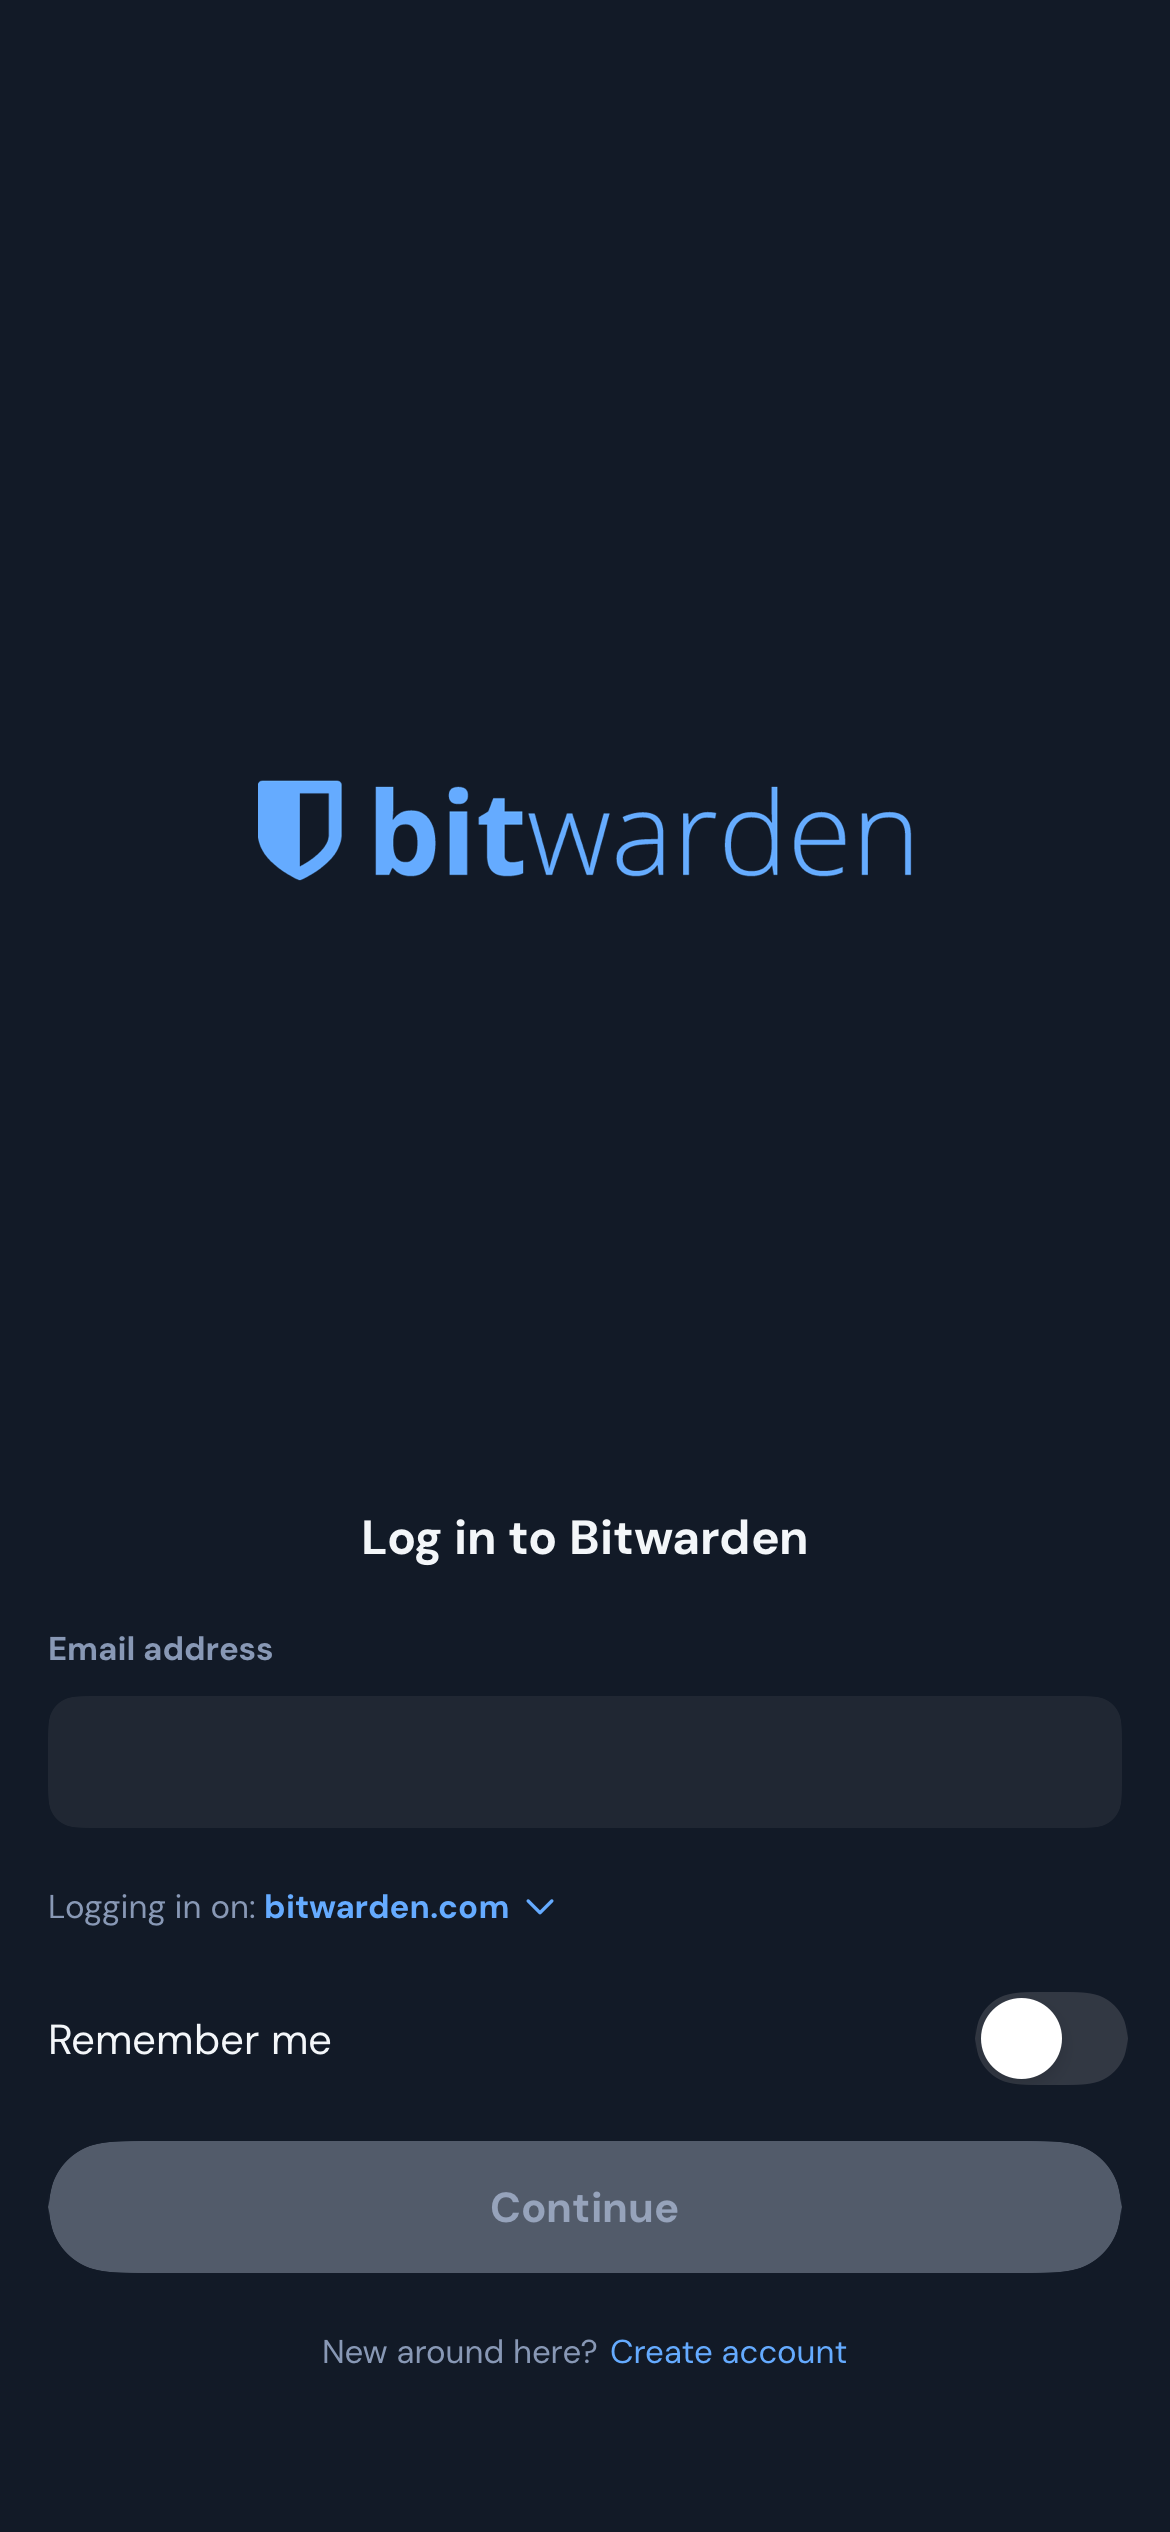 bitwarden
Log in to Bitwarden
Email address
Logging in on: bitwarden.com
Remember me
Continue
New around here? Create account